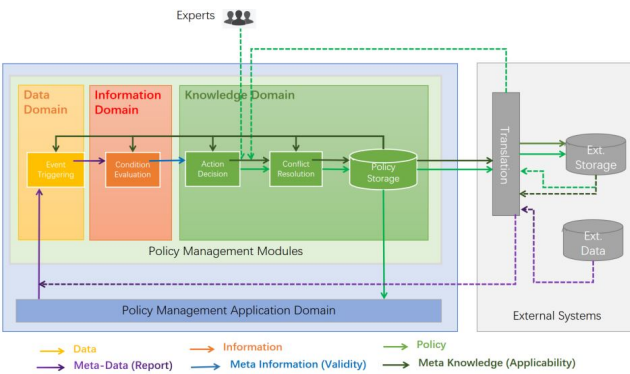 Experts
Data
Domain
Information
Domain
Knowledge Domain
Event
Triggering
Condition
Evaluation
Action
Decision
Conflict
Resolution
Policy
Storage
Translation
Ext.
Storage
Ext.
Data
Policy Management Modules
Policy Management Application Domain
External Systems
Data
Information
Policy
Meta-Data (Report)
Meta Information (Validity)
Meta Knowledge (Applicability)